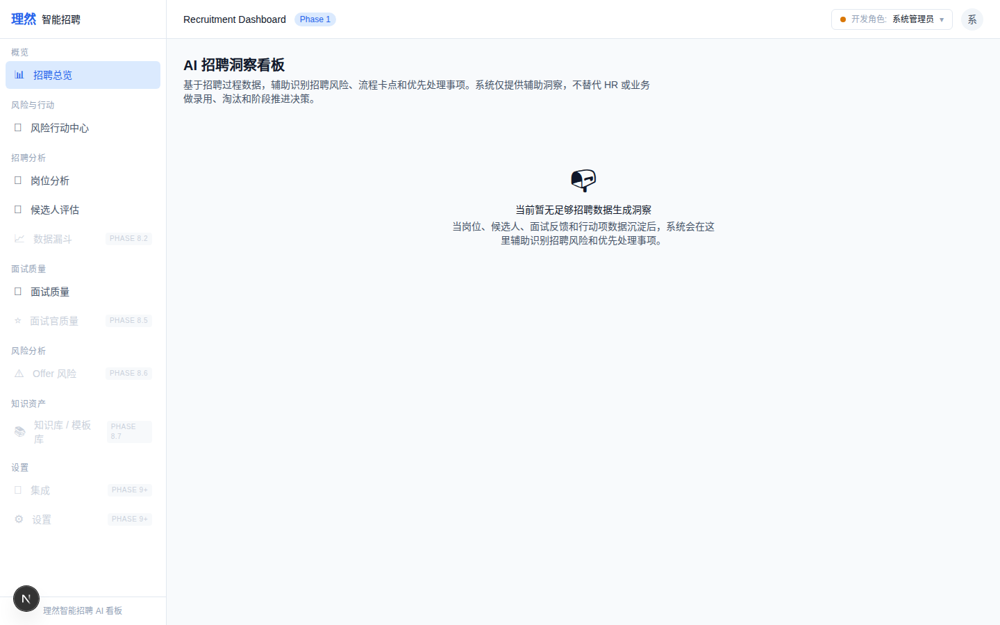 理然 智能招聘
Recruitment Dashboard Phase 1
开发角色: 系统管理员
系
概览
招聘总览
风险与行动
风险行动中心
招聘分析
岗位分析
候选人评估
数据漏斗 PHASE 8.2
面试质量
面试质量
面试官质量 PHASE 8.5
风险分析
Offer 风险 PHASE 8.6
知识资产
知识库 / 模板
库
PHASE
8.7
设置
集成 PHASE 9+
设置 PHASE 9+
理然智能招聘 AI 看板
AI 招聘洞察看板
基于招聘过程数据，辅助识别招聘风险、流程卡点和优先处理事项。系统仅提供辅助洞察，不替代 HR 或业务
做录用、淘汰和阶段推进决策。
当前暂无足够招聘数据生成洞察
当岗位、候选人、面试反馈和行动项数据沉淀后，系统会在这
里辅助识别招聘风险和优先处理事项。